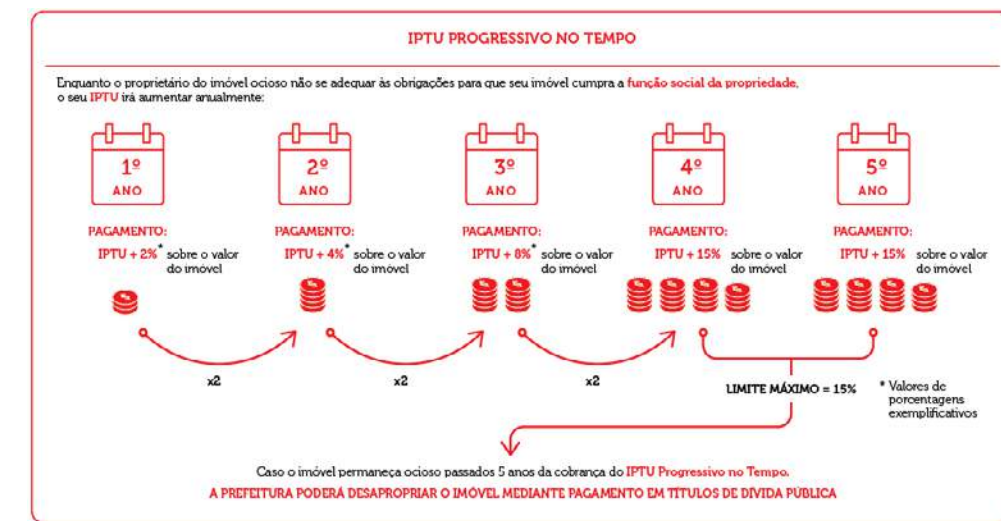 IPTU PROGRESSIVO NO TEMPO
Enquanto o proprietário do imóvel ocioso não se adequar às obrigações para que seu imóvel cumpra a função social da propriedade,
o seu IPTU irá aumentar anualmente:
1º
ANO
2º
ANO
3º
ANO
4º
ANO
5º
ANO
PAGAMENTO:
IPTU + 2%* sobre o valor
do imóvel
PAGAMENTO:
IPTU + 4%* sobre o valor
do imóvel
PAGAMENTO:
IPTU + 8%* sobre o valor
do imóvel
PAGAMENTO:
IPTU + 15% sobre o valor
do imóvel
PAGAMENTO:
IPTU + 15% sobre o valor
do imóvel
x2
x2
x2
LIMITE MÁXIMO = 15%
* Valores de
porcentagens
exemplificativos
Caso o imóvel permaneça ocioso passados 5 anos da cobrança do IPTU Progressivo no Tempo,
A PREFEITURA PODERÁ DESAPROPRIAR O IMÓVEL MEDIANTE PAGAMENTO EM TÍTULOS DE DÍVIDA PÚBLICA